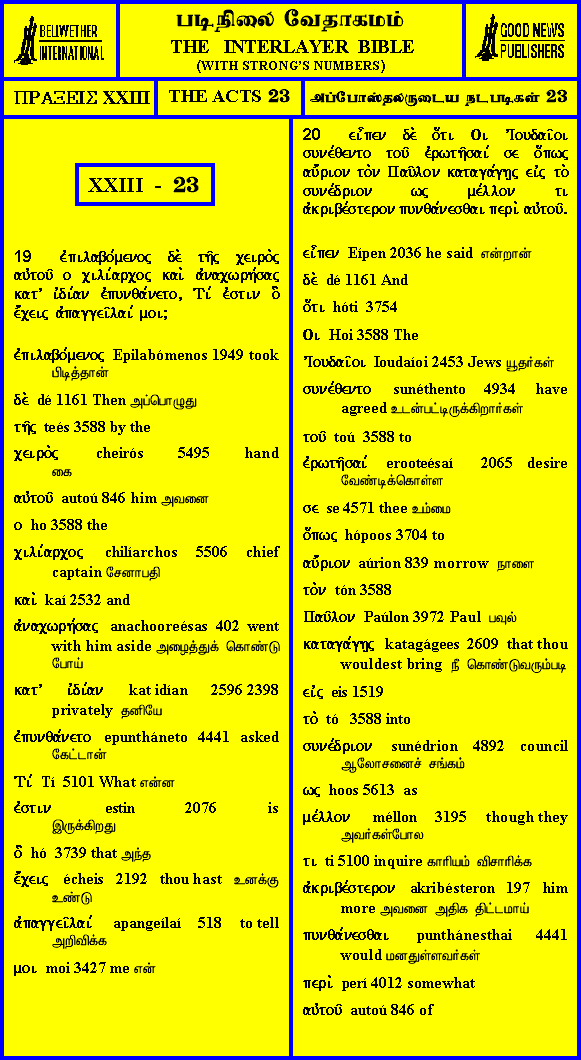 BELLWETHER
INTERNATIONAL
படிநிலை வேதாகமம்
THE INTERLAYER BIBLE
(WITH STRONG'S NUMBERS)
GOOD NEWS
PUBLISHERS
ΠΡΑΞΕΙΣ XXIII
THE ACTS 23
அப்போஸ்தலருடைய நடபடிகள் 23
XXIII - 23
19 ἐπιλαβόμενος δὲ τῆς χειρὸς
αὐτοῦ ο χιλίαρχος καὶ ἀναχωρήσας
κατ' ἰδίαν ἐπυνθάνετο, Τί ἐστιν ὃ
ἔχεις ἀπαγγεῖλαί μοι;
ἐπιλαβόμενος Epilabómenos 1949 took
பிடித்தான்
δὲ dé 1161 Then அப்பொழுது
τῆς teés 3588 by the
χειρὸς cheirós 5495 hand
கை
αὐτοῦ autoú 846 him அவனை
ο ho 3588 the
χιλίαρχος chilíarchos 5506 chief
captain சேனாபதி
καὶ kaí 2532 and
ἀναχωρήσας anachooreésas 402 went
with him aside அழைத்துக் கொண்டு
போய்
κατ' ἰδίαν kat idían 2596 2398
privately தனியே
ἐπυνθάνετο epuntháneto 4441 asked
கேட்டான்
Τί Tí 5101 What என்ன
ἐστιν estin 2076 is
இருக்கிறது
ὃ hó 3739 that அந்த
ἔχεις écheis 2192 thou hast உனக்கு
உண்டு
ἀπαγγεῖλαί apangeílaí 518 to tell
அறிவிக்க
μοι moi 3427 me என்
20 εἶπεν δὲ ὅτι Οι Ἰουδαῖοι
συνέθεντο τοῦ ἐρωτῆσαί σε ὅπως
αὔριον τὸν Παῦλον καταγάγῃς εἰς τὸ
συνέδριον ως μέλλον τι
ἀκριβέστερον πυνθάνεσθαι περὶ αὐτοῦ.
εἶπεν Eípen 2036 he said என்றான்
δὲ dé 1161 And
ὅτι hóti 3754
Οι Hoi 3588 The
Ἰουδαῖοι Ioudaíoi 2453 Jews யூதர்கள்
συνέθεντο sunéthento 4934 have
agreed உடன்பட்டிருக்கிறார்கள்
τοῦ toú 3588 to
ἐρωτῆσαί erooteésaí 2065 desire
வேண்டிக்கொள்ள
σε se 4571 thee உம்மை
ὅπως hópoos 3704 to
αὔριον aúrion 839 morrow நாளை
τὸν tón 3588
Παῦλον Paúlon 3972 Paul பவுல்
καταγάγῃς katagágees 2609 that thou
wouldest bring நீ கொண்டுவரும்படி
εἰς eis 1519
τὸ tó 3588 into
συνέδριον sunédrion 4892 council
ஆலோசனைச் சங்கம்
ως hoos 5613 as
μέλλον méllon 3195 though they
அவர்கள்போல
τι ti 5100 inquire காரியம் விசாரிக்க
ἀκριβέστερον akribésteron 197 him
more அவனை அதிக திட்டமாய்
πυνθάνεσθαι punthánesthai 4441
would மனதுள்ளவர்கள்
περὶ perí 4012 somewhat
αὐτοῦ autoú 846 of